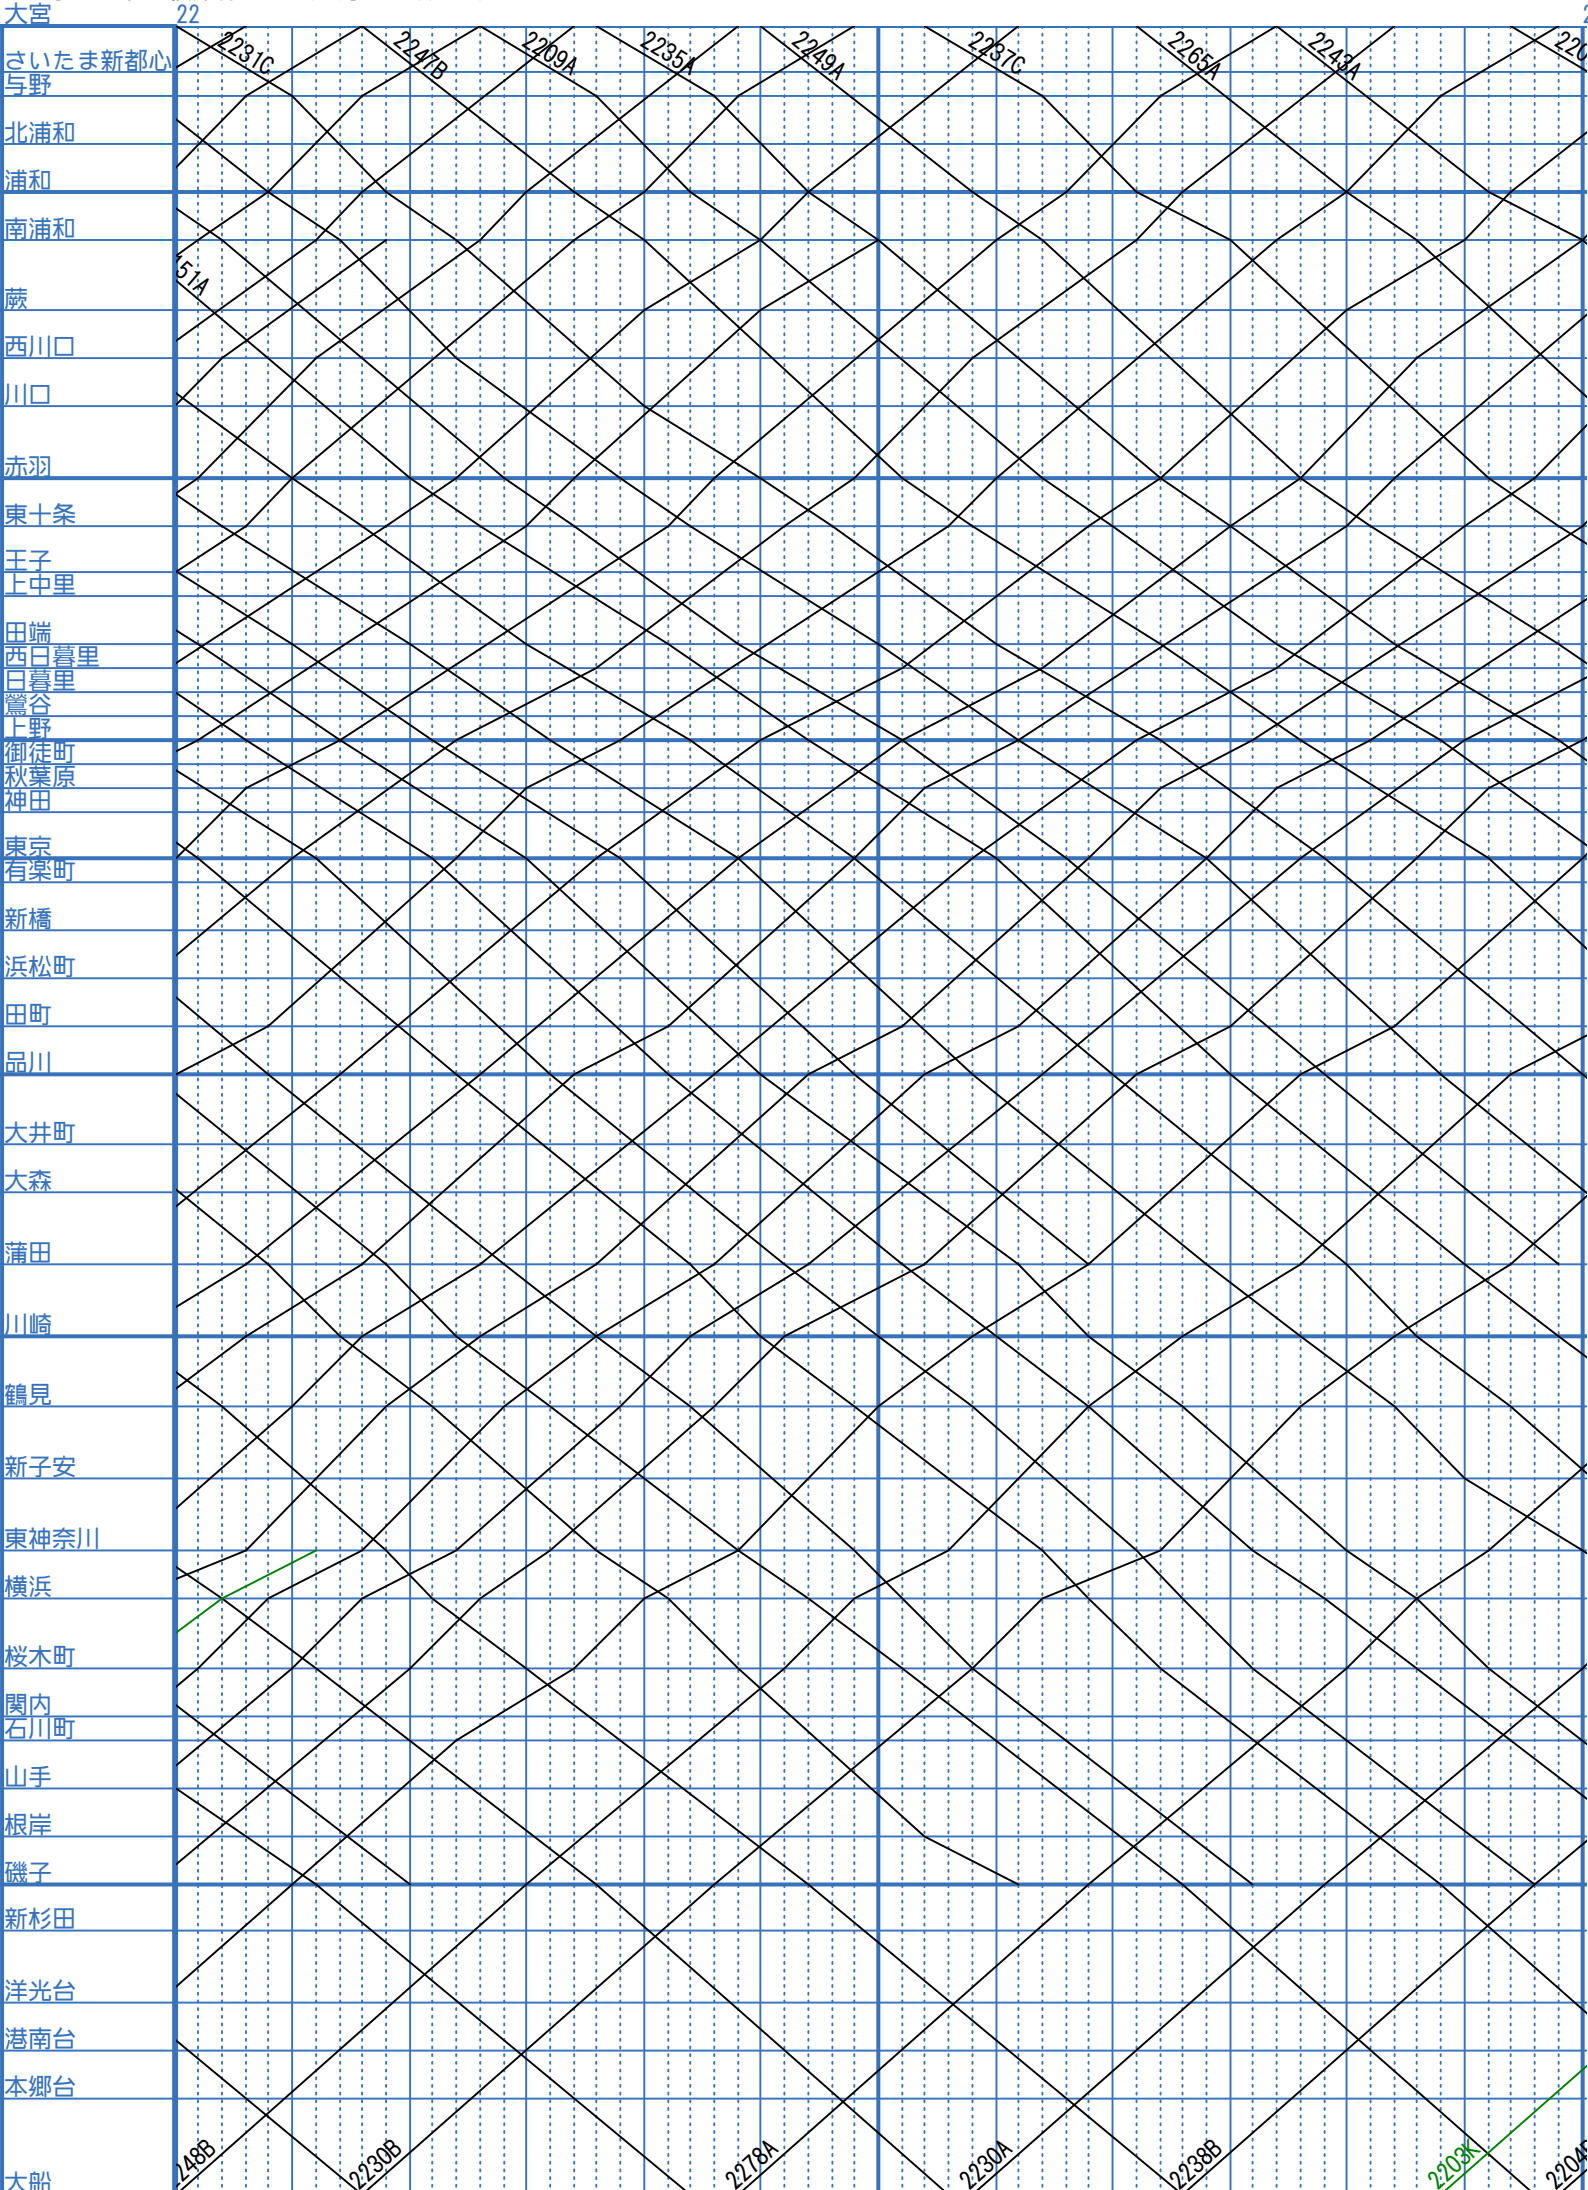 大宮 22
2231C 2247B 2209A 2235A 2249A 2237C 2265A 2243A
さいたま新都心
与野
北浦和
浦和
南浦和
151A
蕨
西川口
川口
赤羽
東十条
王子
上中里
田端
西日暮里
日暮里
鶯谷
上野
御徒町
秋葉原
神田
東京
有楽町
新橋
浜松町
田町
品川
大井町
大森
蒲田
川崎
鶴見
新子安
東神奈川
横浜
桜木町
関内
石川町
山手
根岸
磯子
新杉田
洋光台
港南台
本郷台
大船
248B 2230B 2278A 2230A 2238B 2203K